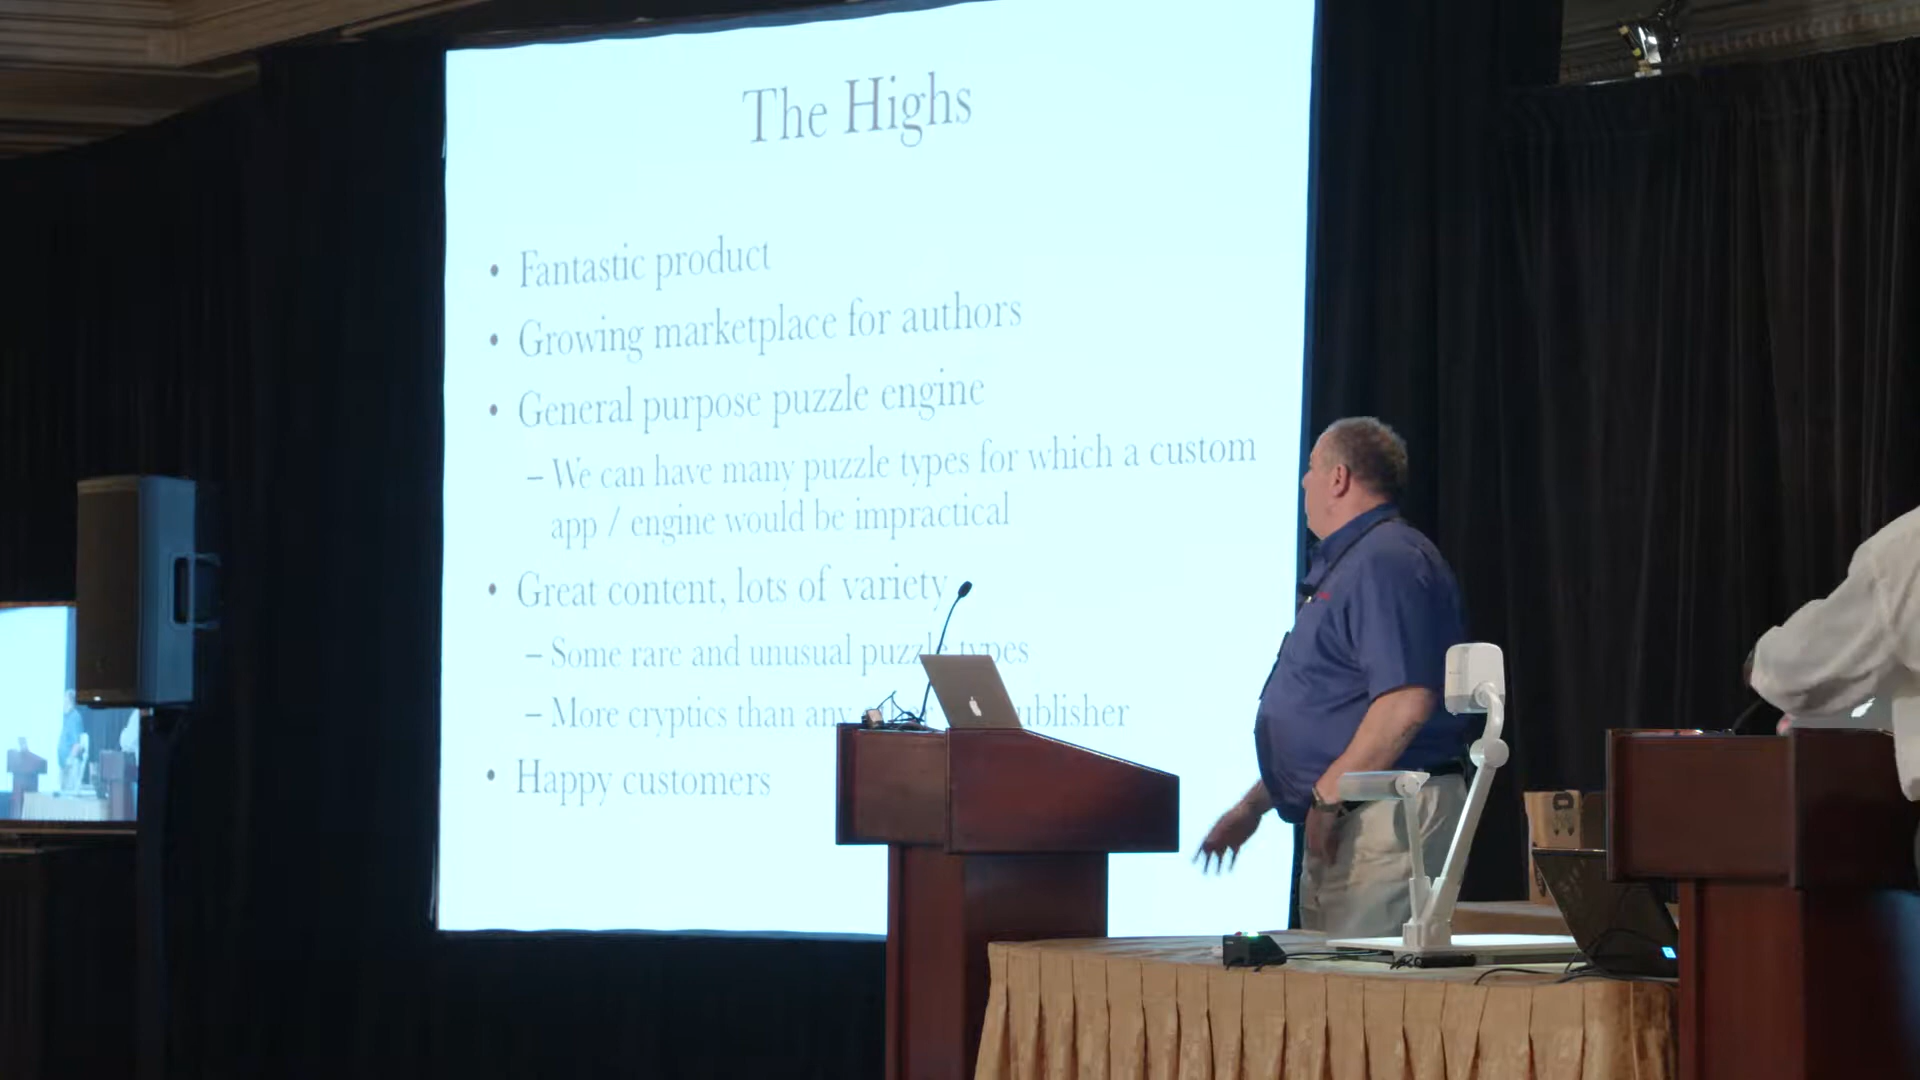 The Highs
• Fantastic product
• Growing marketplace for authors
• General purpose puzzle engine
– We can have many puzzle types for which a custom
app / engine would be impractical
• Great content, lots of variety
– Some rare and unusual puzzle types
– More cryptics than any
• Happy customers